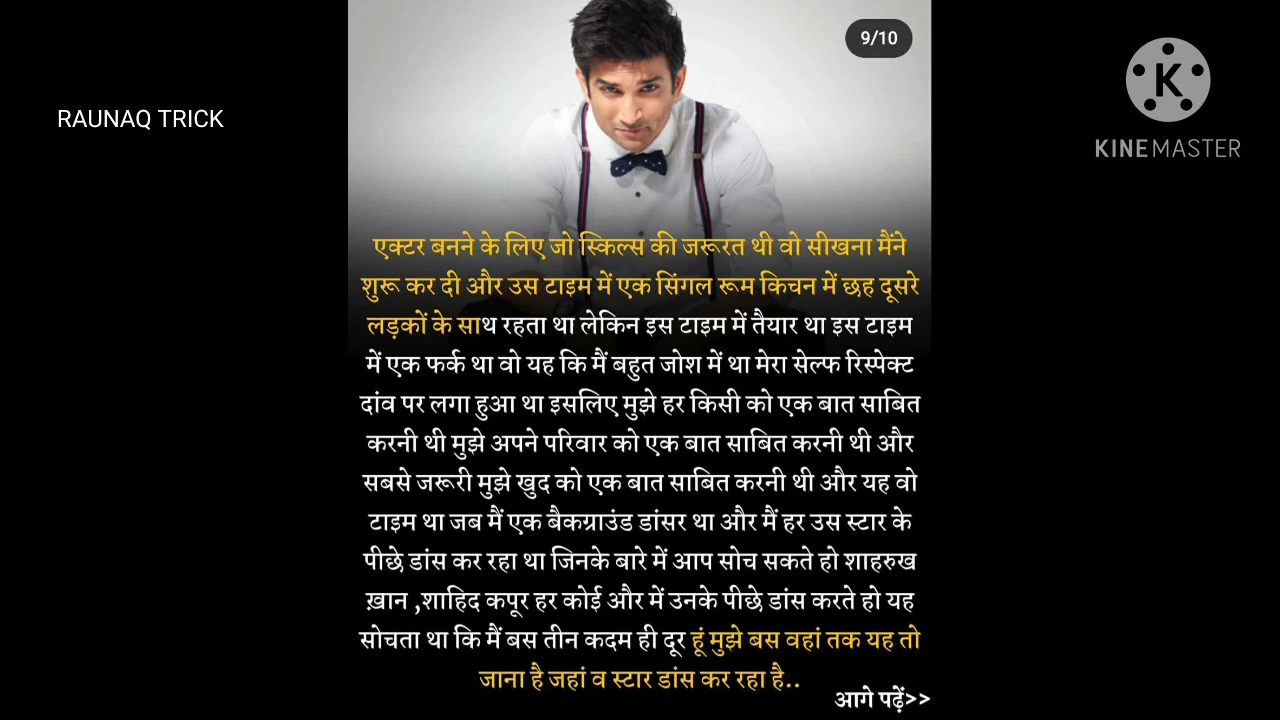 9/10
RAUNAQ TRICK
K
KINEMASTER
एक्टर बनने के लिए जो स्किल्स की जरूरत थी वो सीखना मैंने
शुरू कर दी और उस टाइम में एक सिंगल रूम किचन में छह दूसरे
लड़कों के साथ रहता था लेकिन इस टाइम में तैयार था इस टाइम
में एक फर्क था वो यह कि मैं बहुत जोश में था मेरा सेल्फ रिस्पेक्ट
दांव पर लगा हुआ था इसलिए मुझे हर किसी को एक बात साबित
करनी थी मुझे अपने परिवार को एक बात साबित करनी थी और
सबसे जरूरी मुझे खुद को एक बात साबित करनी थी और यह वो
टाइम था जब मैं एक बैकग्राउंड डांसर था और मैं हर उस स्टार के
पीछे डांस कर रहा था जिनके बारे में आप सोच सकते हो शाहरुख
ख़ान ,शाहिद कपूर हर कोई और में उनके पीछे डांस करते हो यह
सोचता था कि मैं बस तीन कदम ही दूर हूं मुझे बस वहां तक यह तो
जाना है जहां व स्टार डांस कर रहा है..
आगे पढ़ें>>